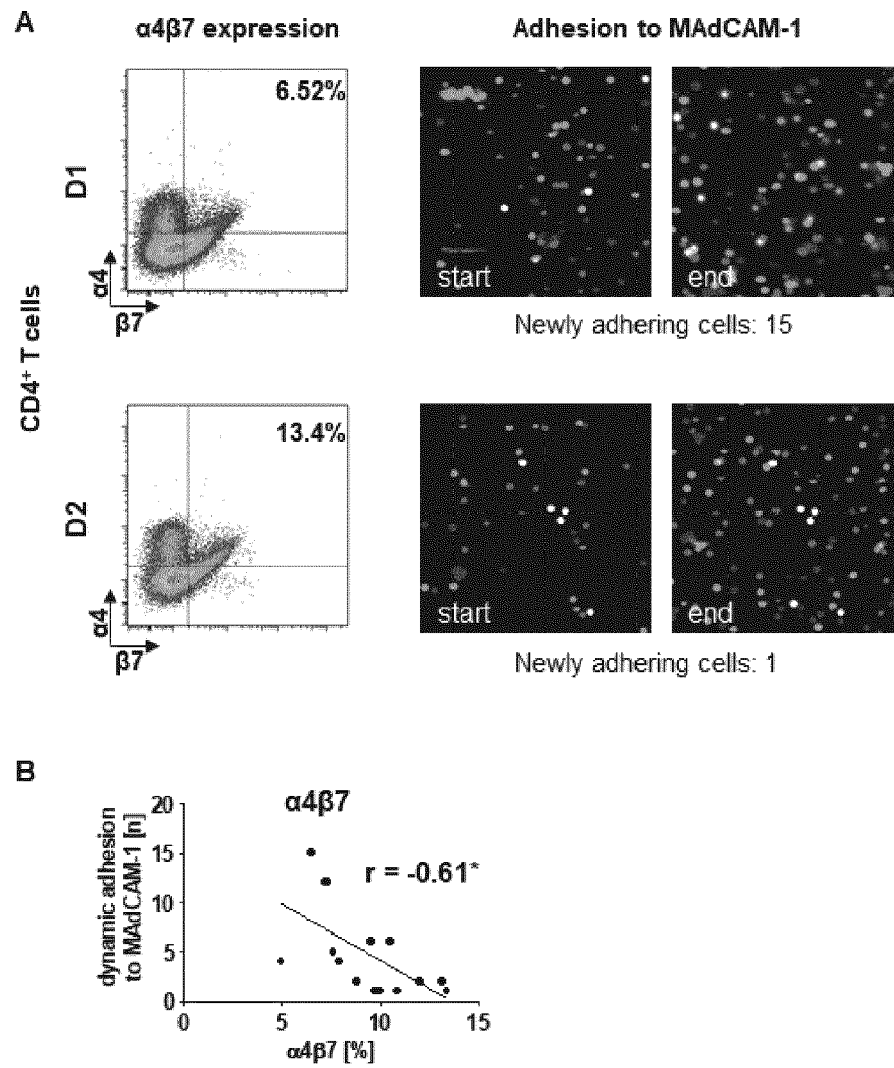 A
α4β7 expression
Adhesion to MAdCAM-1
CD4+ T cells
D1
6.52%
α4
β7
start
end
Newly adhering cells: 15
D2
13.4%
α4
β7
start
end
Newly adhering cells: 1
B
α4β7
r = -0.61*
dynamic adhesion
to MAdCAM-1 [n]
20
15
10
5
0
0 5 10 15
α4β7 [%]